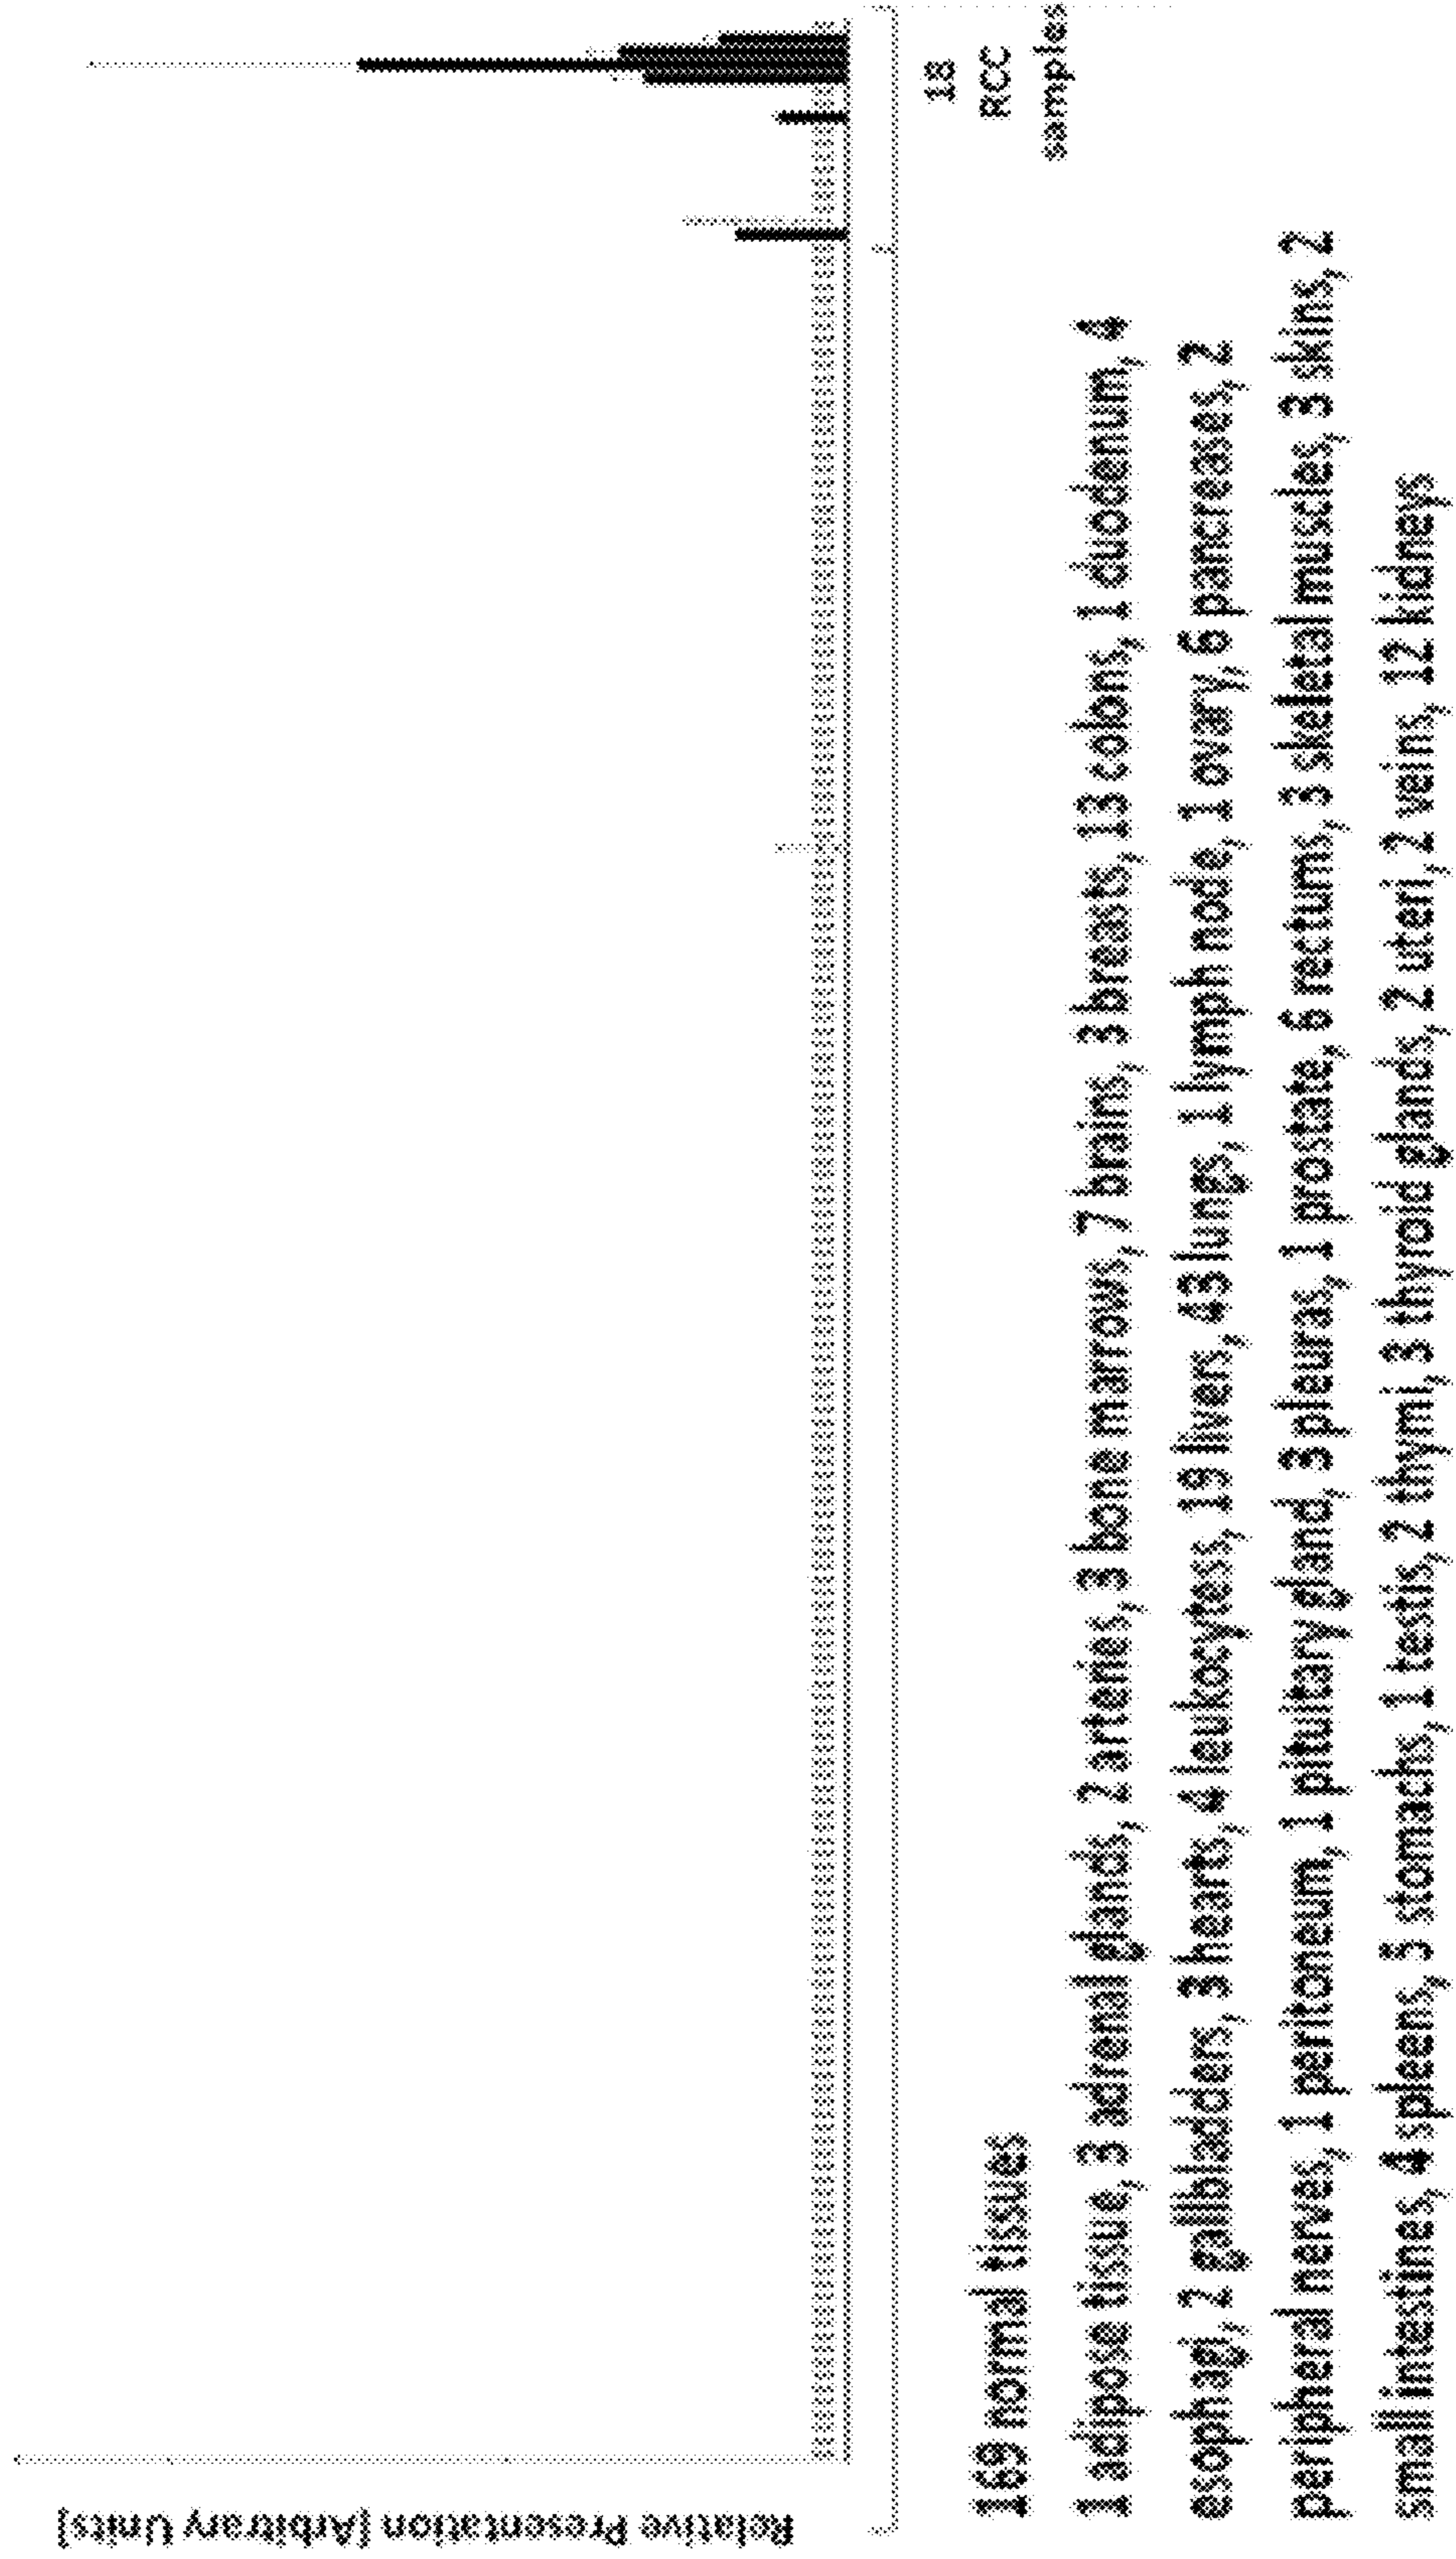 Relative Presentation [Arbitrary Units]
169 normal tissues
1 adipose tissue, 3 adrenal glands, 2 arteries, 3 bone marrows, 7 brains, 3 breasts, 13 colons, 1 duodenum, 4
esophagi, 2 gallbladders, 3 hearts, 4 leukocytess, 19 livers, 43 lungs, 1 lymph node, 1 ovary, 6 pancreases, 2
peripheral nerves, 1 peritoneum, 1 pituitary gland, 3 pleuras, 1 prostate, 6 rectums, 3 skeletal muscles, 3 skins, 2
small intestines, 4 spleens, 5 stomachs, 1 testis, 2 thymi, 3 thyroid glands, 2 uteri, 2 veins, 12 kidneys
18
RCC
samples